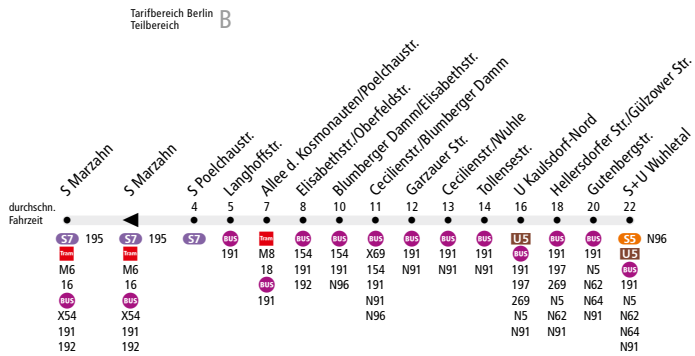 Tarifbereich Berlin
Teilbereich B
S Marzahn
S Marzahn
S Poelchaustr.
Langhoffstr.
Allee d. Kosmonauten/Poelchaustr.
Elisabethstr./Oberfeldstr.
Blumberger Damm/Elisabethstr.
Cecilienstr./Blumberger Damm
Garzauer Str.
Cecilienstr./Wuhle
Tollensestr.
U Kaulsdorf-Nord
Hellersdorfer Str./Gülzower Str.
Gutenbergstr.
S+U Wuhletal
durchschn.
Fahrzeit
4 5 7 8 10 11 12 13 14 16 18 20 22
S7 195
Tram
M6
16
BUS
X54
191
192
S7 195
Tram
M6
16
BUS
X54
191
192
S7
BUS
191
Tram
M8
18
BUS
191
BUS
154
191
192
BUS
154
191
N96
BUS
X69
154
191
N91
N96
BUS
191
N91
BUS
191
N91
BUS
191
N91
U5
BUS
191
197
269
N5
N91
BUS
191
197
269
N5
N62
N91
BUS
191
N5
N62
N64
N91
S5 N96
U5
BUS
191
N5
N62
N64
N91